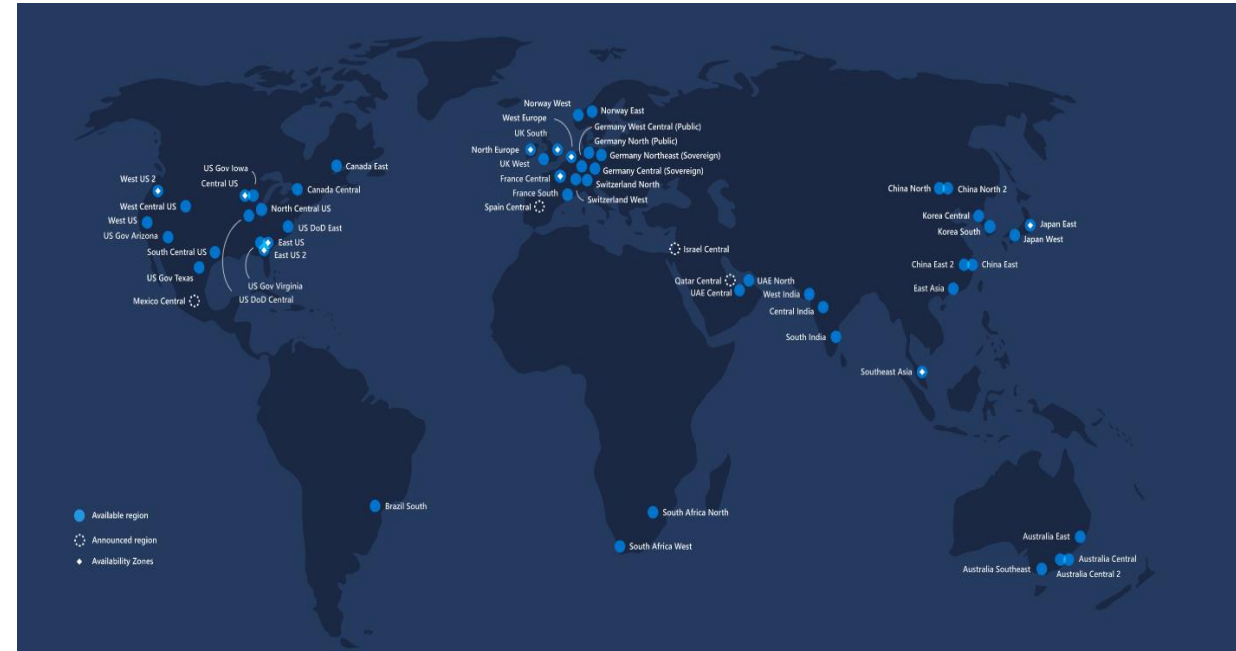 Norway West
Norway East
West Europe
Germany West Central (Public)
UK South
Germany North (Public)
North Europe
Germany Northeast (Sovereign)
UK West
Germany Central (Sovereign)
France Central
Switzerland North
France South
Switzerland West
Spain Central
Canada East
US Gov Iowa
West US 2
Central US
Canada Central
West Central US
North Central US
West US
US DoD East
US Gov Arizona
East US
South Central US
East US 2
US Gov Texas
US Gov Virginia
Mexico Central
US DoD Central
China North
China North 2
Korea Central
Japan East
Korea South
Japan West
Israel Central
China East 2
China East
Qatar Central
UAE North
UAE Central
West India
East Asia
Central India
South India
Southeast Asia
Brazil South
South Africa North
South Africa West
Australia East
Australia Central
Australia Southeast
Australia Central 2
Available region
Announced region
Availability Zones